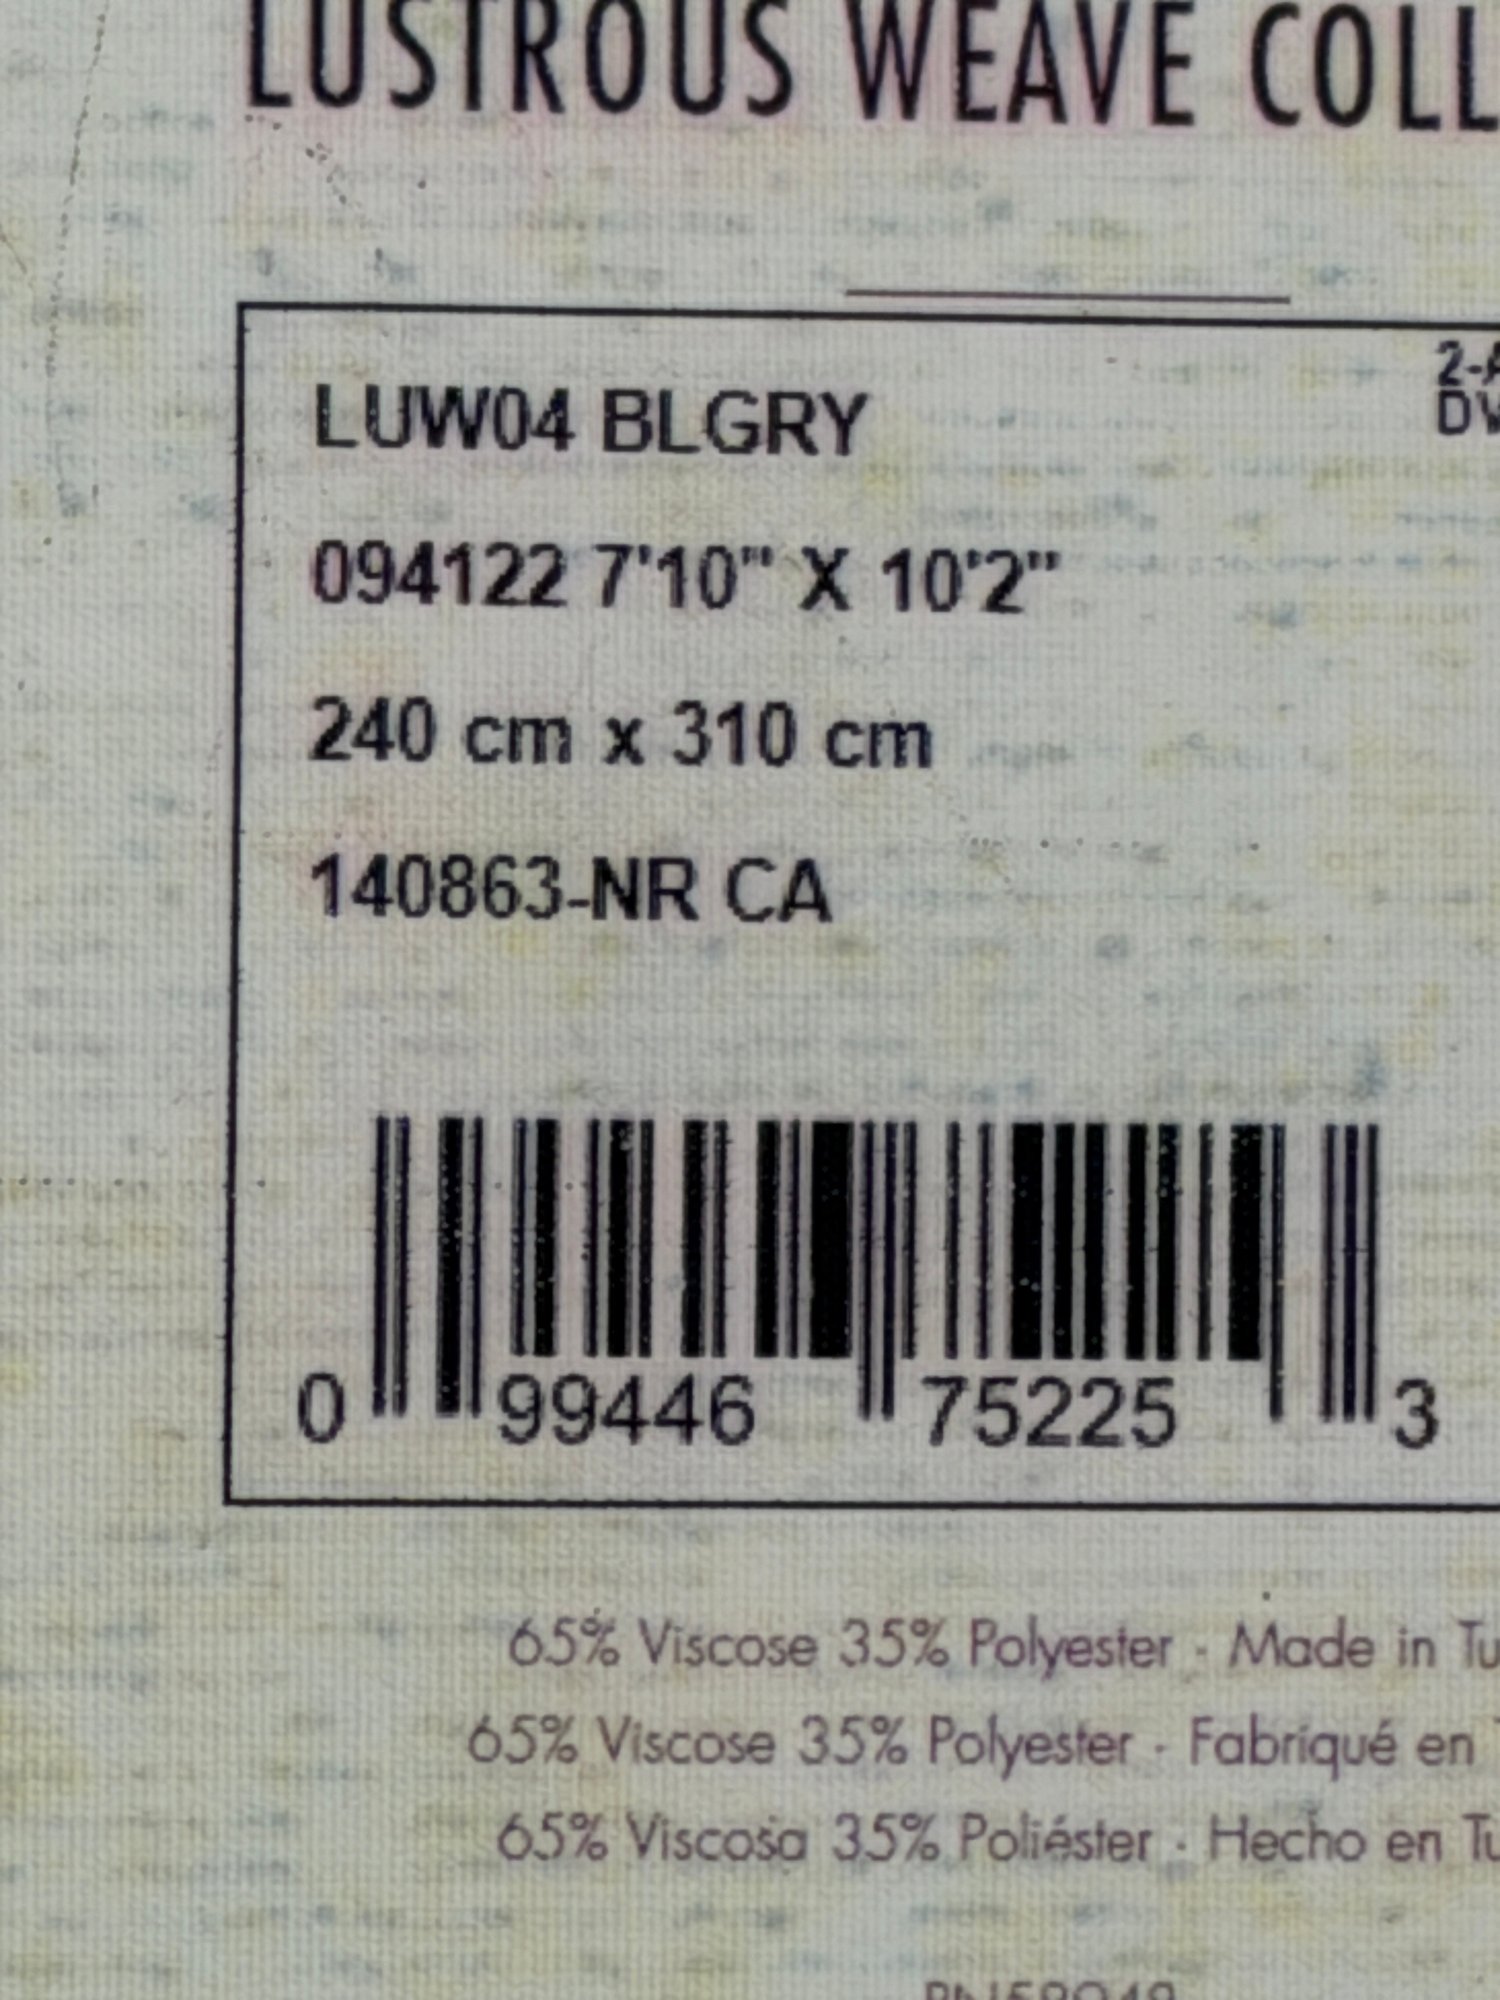 LUSTROUS WEAVE COLL
2-A
DV
LUW04 BLGRY
094122 7'10" X 10'2"
240 cm x 310 cm
140863-NR CA
0 99446 75225 3
65% Viscose 35% Polyester · Made in Tu
65% Viscose 35% Polyester · Fabriqué en T
65% Viscosa 35% Poliéster · Hecho en Tu